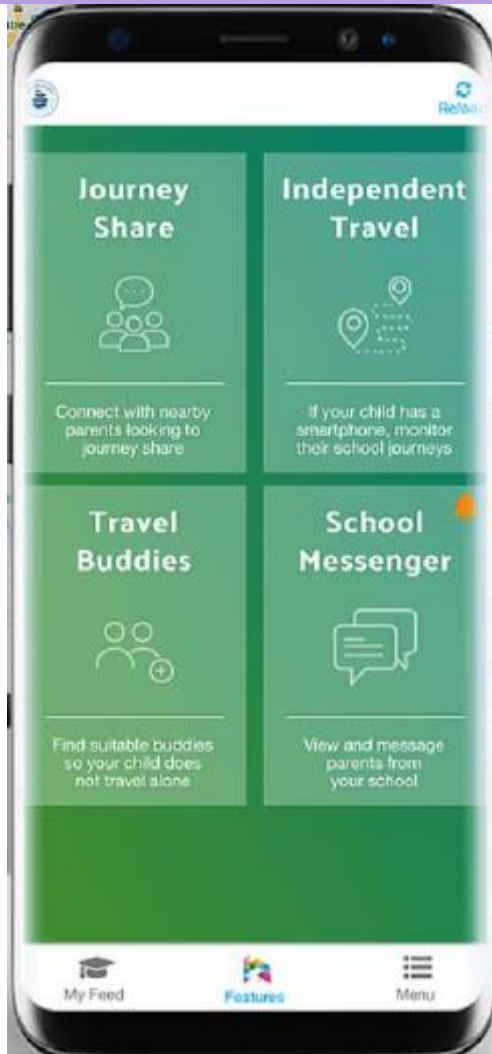 Reload
Journey
Share
Connect with nearby
parents looking to
journey share
Independent
Travel
If your child has a
smartphone, monitor
their school journeys
Travel
Buddies
Find suitable buddies
so your child does
not travel alone
School
Messenger
View and message
parents from
your school
My Feed
Features
Menu